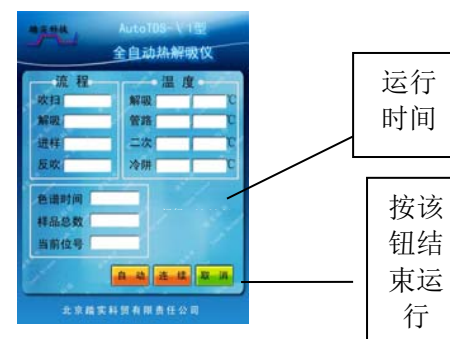 AutoTDS-V1型
全自动热解吸仪
流 程
温 度
吹扫
解吸
℃
解吸
管路
℃
进样
二次
℃
反吹
冷阱
℃
色谱时间
样品总数
当前位号
自 动
连 续
取 消
北京踏实科贸有限责任公司
运行
时间
按该
钮结
束运
行